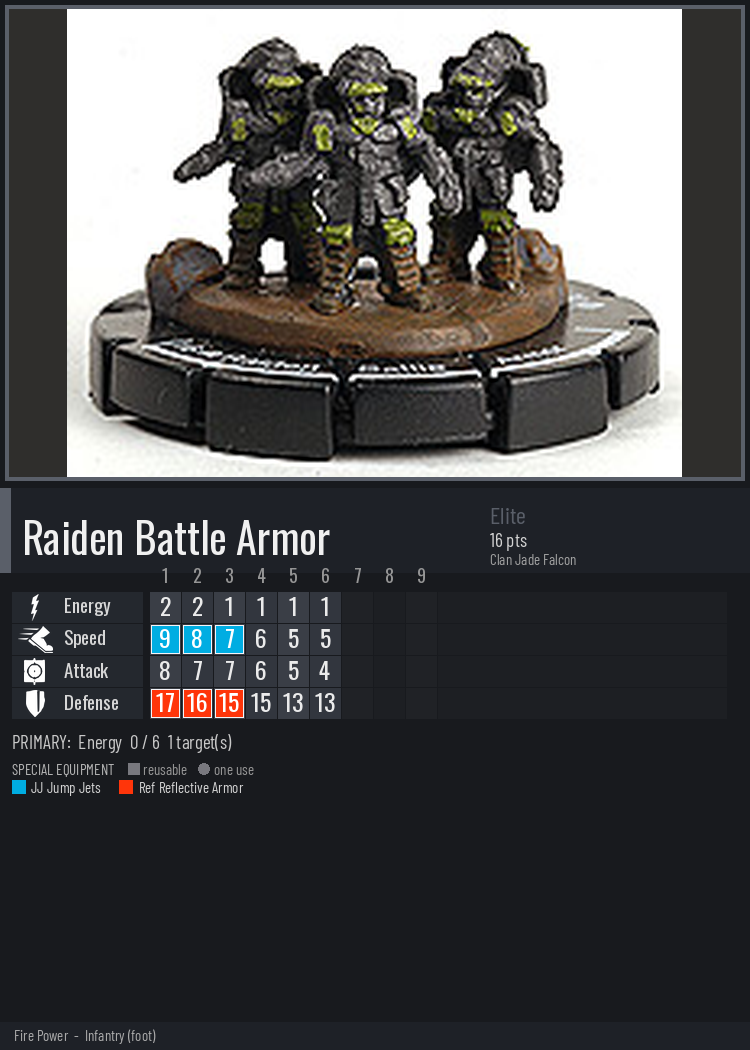 Raiden Battle Armor
Elite
16 pts
Clan Jade Falcon
1 2 3 4 5 6 7 8 9
Energy 2 2 1 1 1 1
Speed 9 8 7 6 5 5
Attack 8 7 7 6 5 4
Defense 17 16 15 15 13 13
PRIMARY: Energy 0 / 6 1 target(s)
SPECIAL EQUIPMENT reusable one use
JJ Jump Jets Ref Reflective Armor
Fire Power - Infantry (foot)